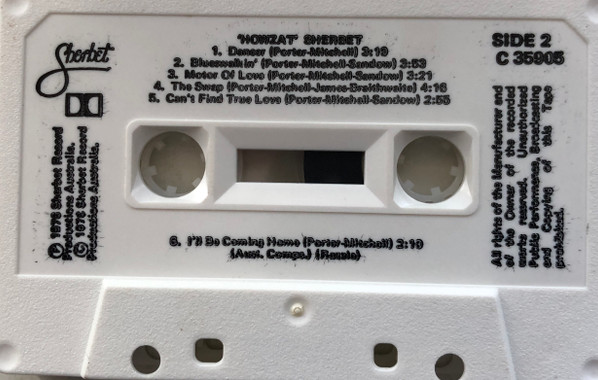 'HOWZAT' SHERBET
SIDE 2
C 35905
Sherbet
1. Dancer (Porter-Mitchell) 3:19
2. Blueswalkin' (Porter-Mitchell-Sandow) 3:53
3. Motor Of Love (Porter-Mitchell-Sandow) 3:21
4. The Swap (Porter-Mitchell-James-Braithwaite) 4:16
5. Can't Find True Love (Porter-Mitchell-Sandow) 2:55
6. I'll Be Coming Home (Porter-Mitchell) 3:10
(Aust. Comps.) (Razzle)
Ⓟ 1976 Sherbet Record
Productions Australia.
© 1976 Sherbet Record
Productions Australia.
All rights of the Manufacturer and
of the Owner of the recorded
works reserved. Unauthorized
Public Performance, Broadcasting
and Copying of this Tape
prohibited.